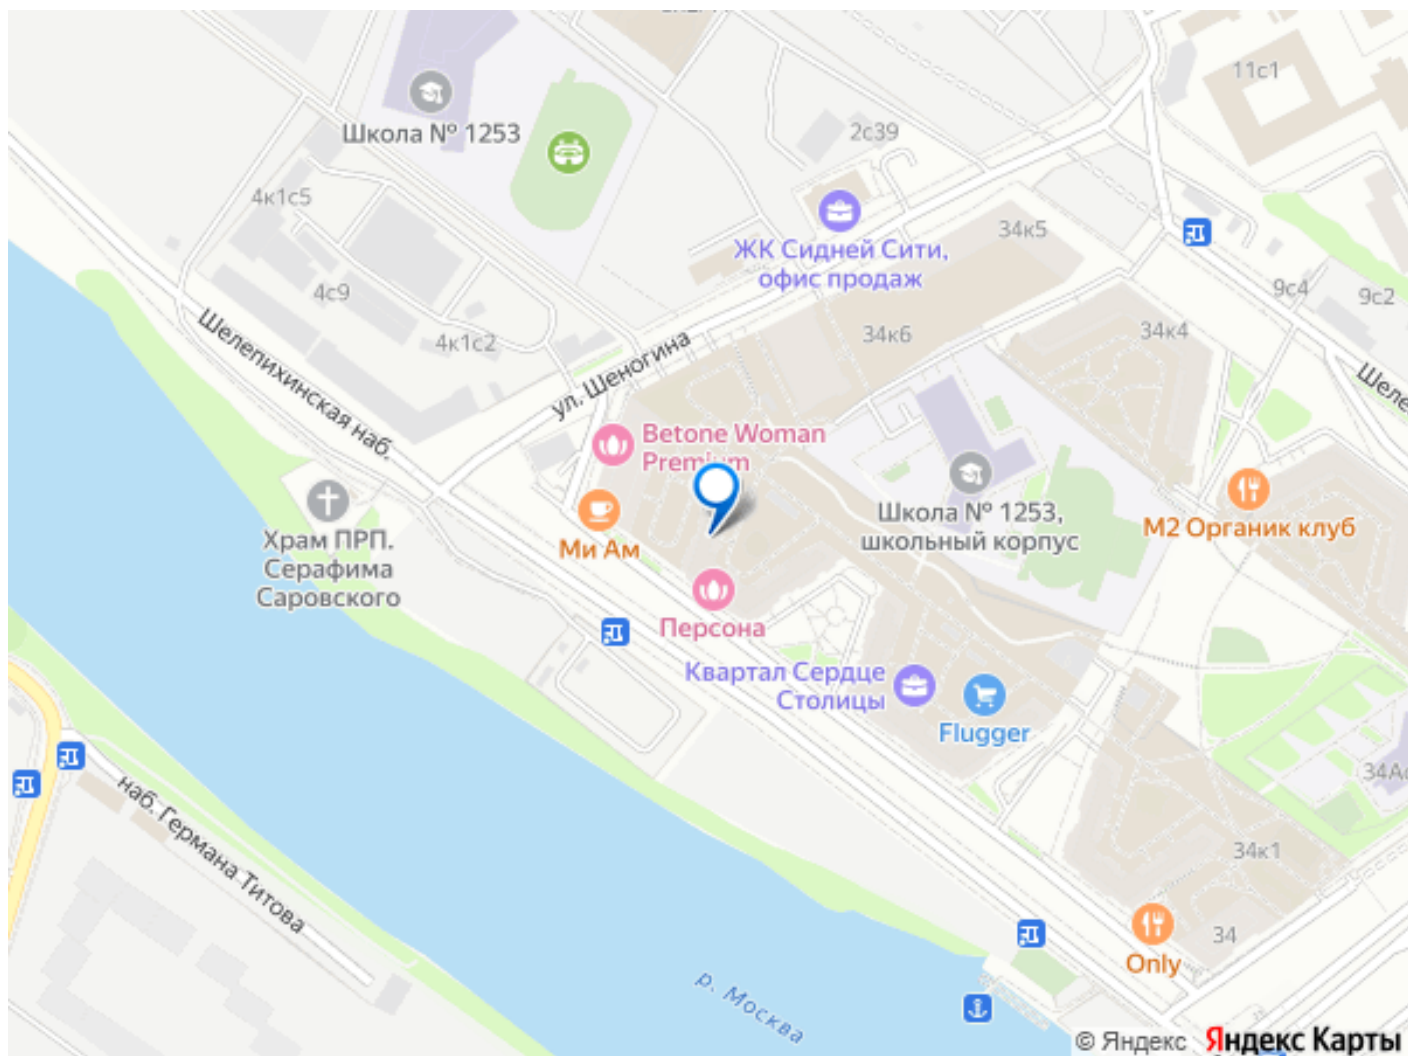 11с1
Школа № 1253
2с39
4к1с5
34к5
ЖК Сидней Сити,
офис продаж
4с9
9с4
9с2
34к6
34к4
4к1с2
Шелепихинская наб.
ул. Шеногина
Шеле
Betone Woman
Premium
Школа № 1253,
школьный корпус
М2 Органик клуб
Ми Ам
Храм ПРП.
Серафима
Саровского
Персона
Квартал Сердце
Столицы
Flugger
34Ас
наб. Германа Титова
34к1
34
Only
р. Москва
© Яндекс Яндекс Карты